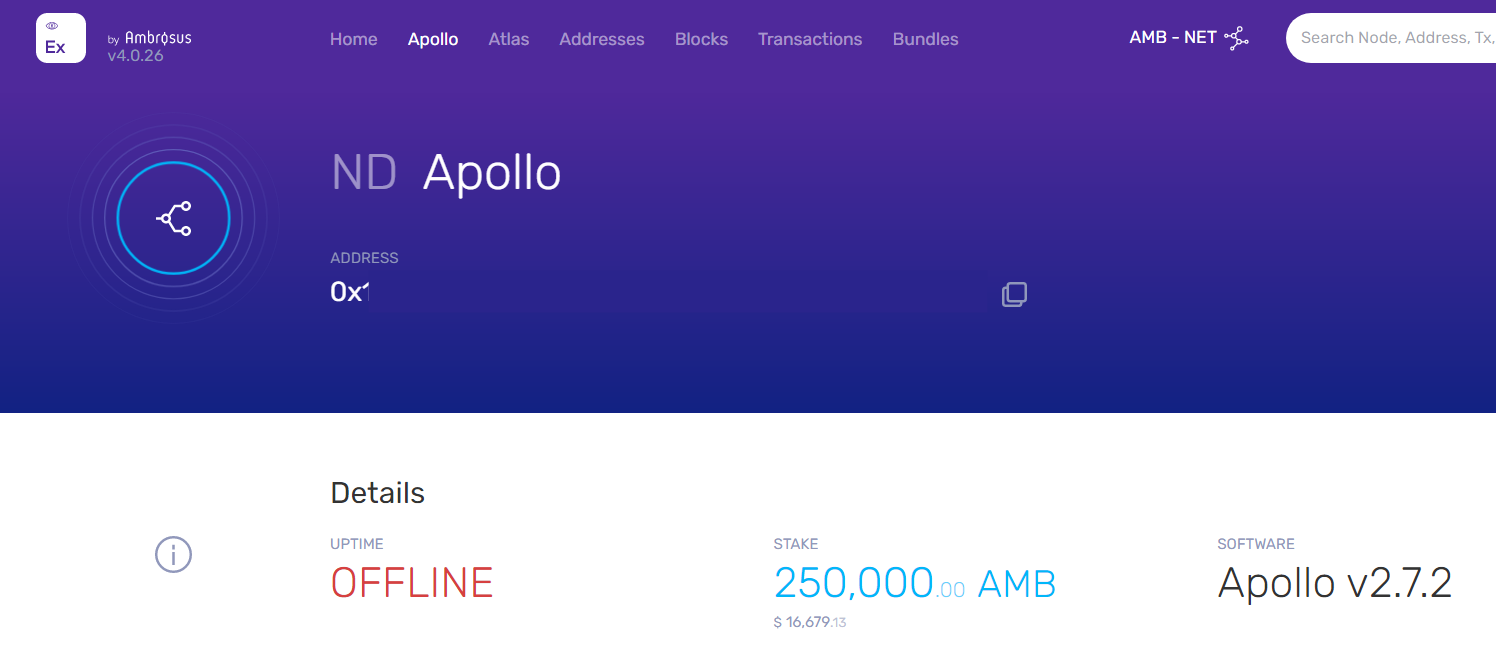 Ex
by Ambrosus
v4.0.26
Home Apollo Atlas Addresses Blocks Transactions Bundles
AMB - NET
Search Node, Address, Tx,
ND Apollo
ADDRESS
0x1
Details
UPTIME
OFFLINE
STAKE
250,000.00 AMB
$ 16,679.13
SOFTWARE
Apollo v2.7.2